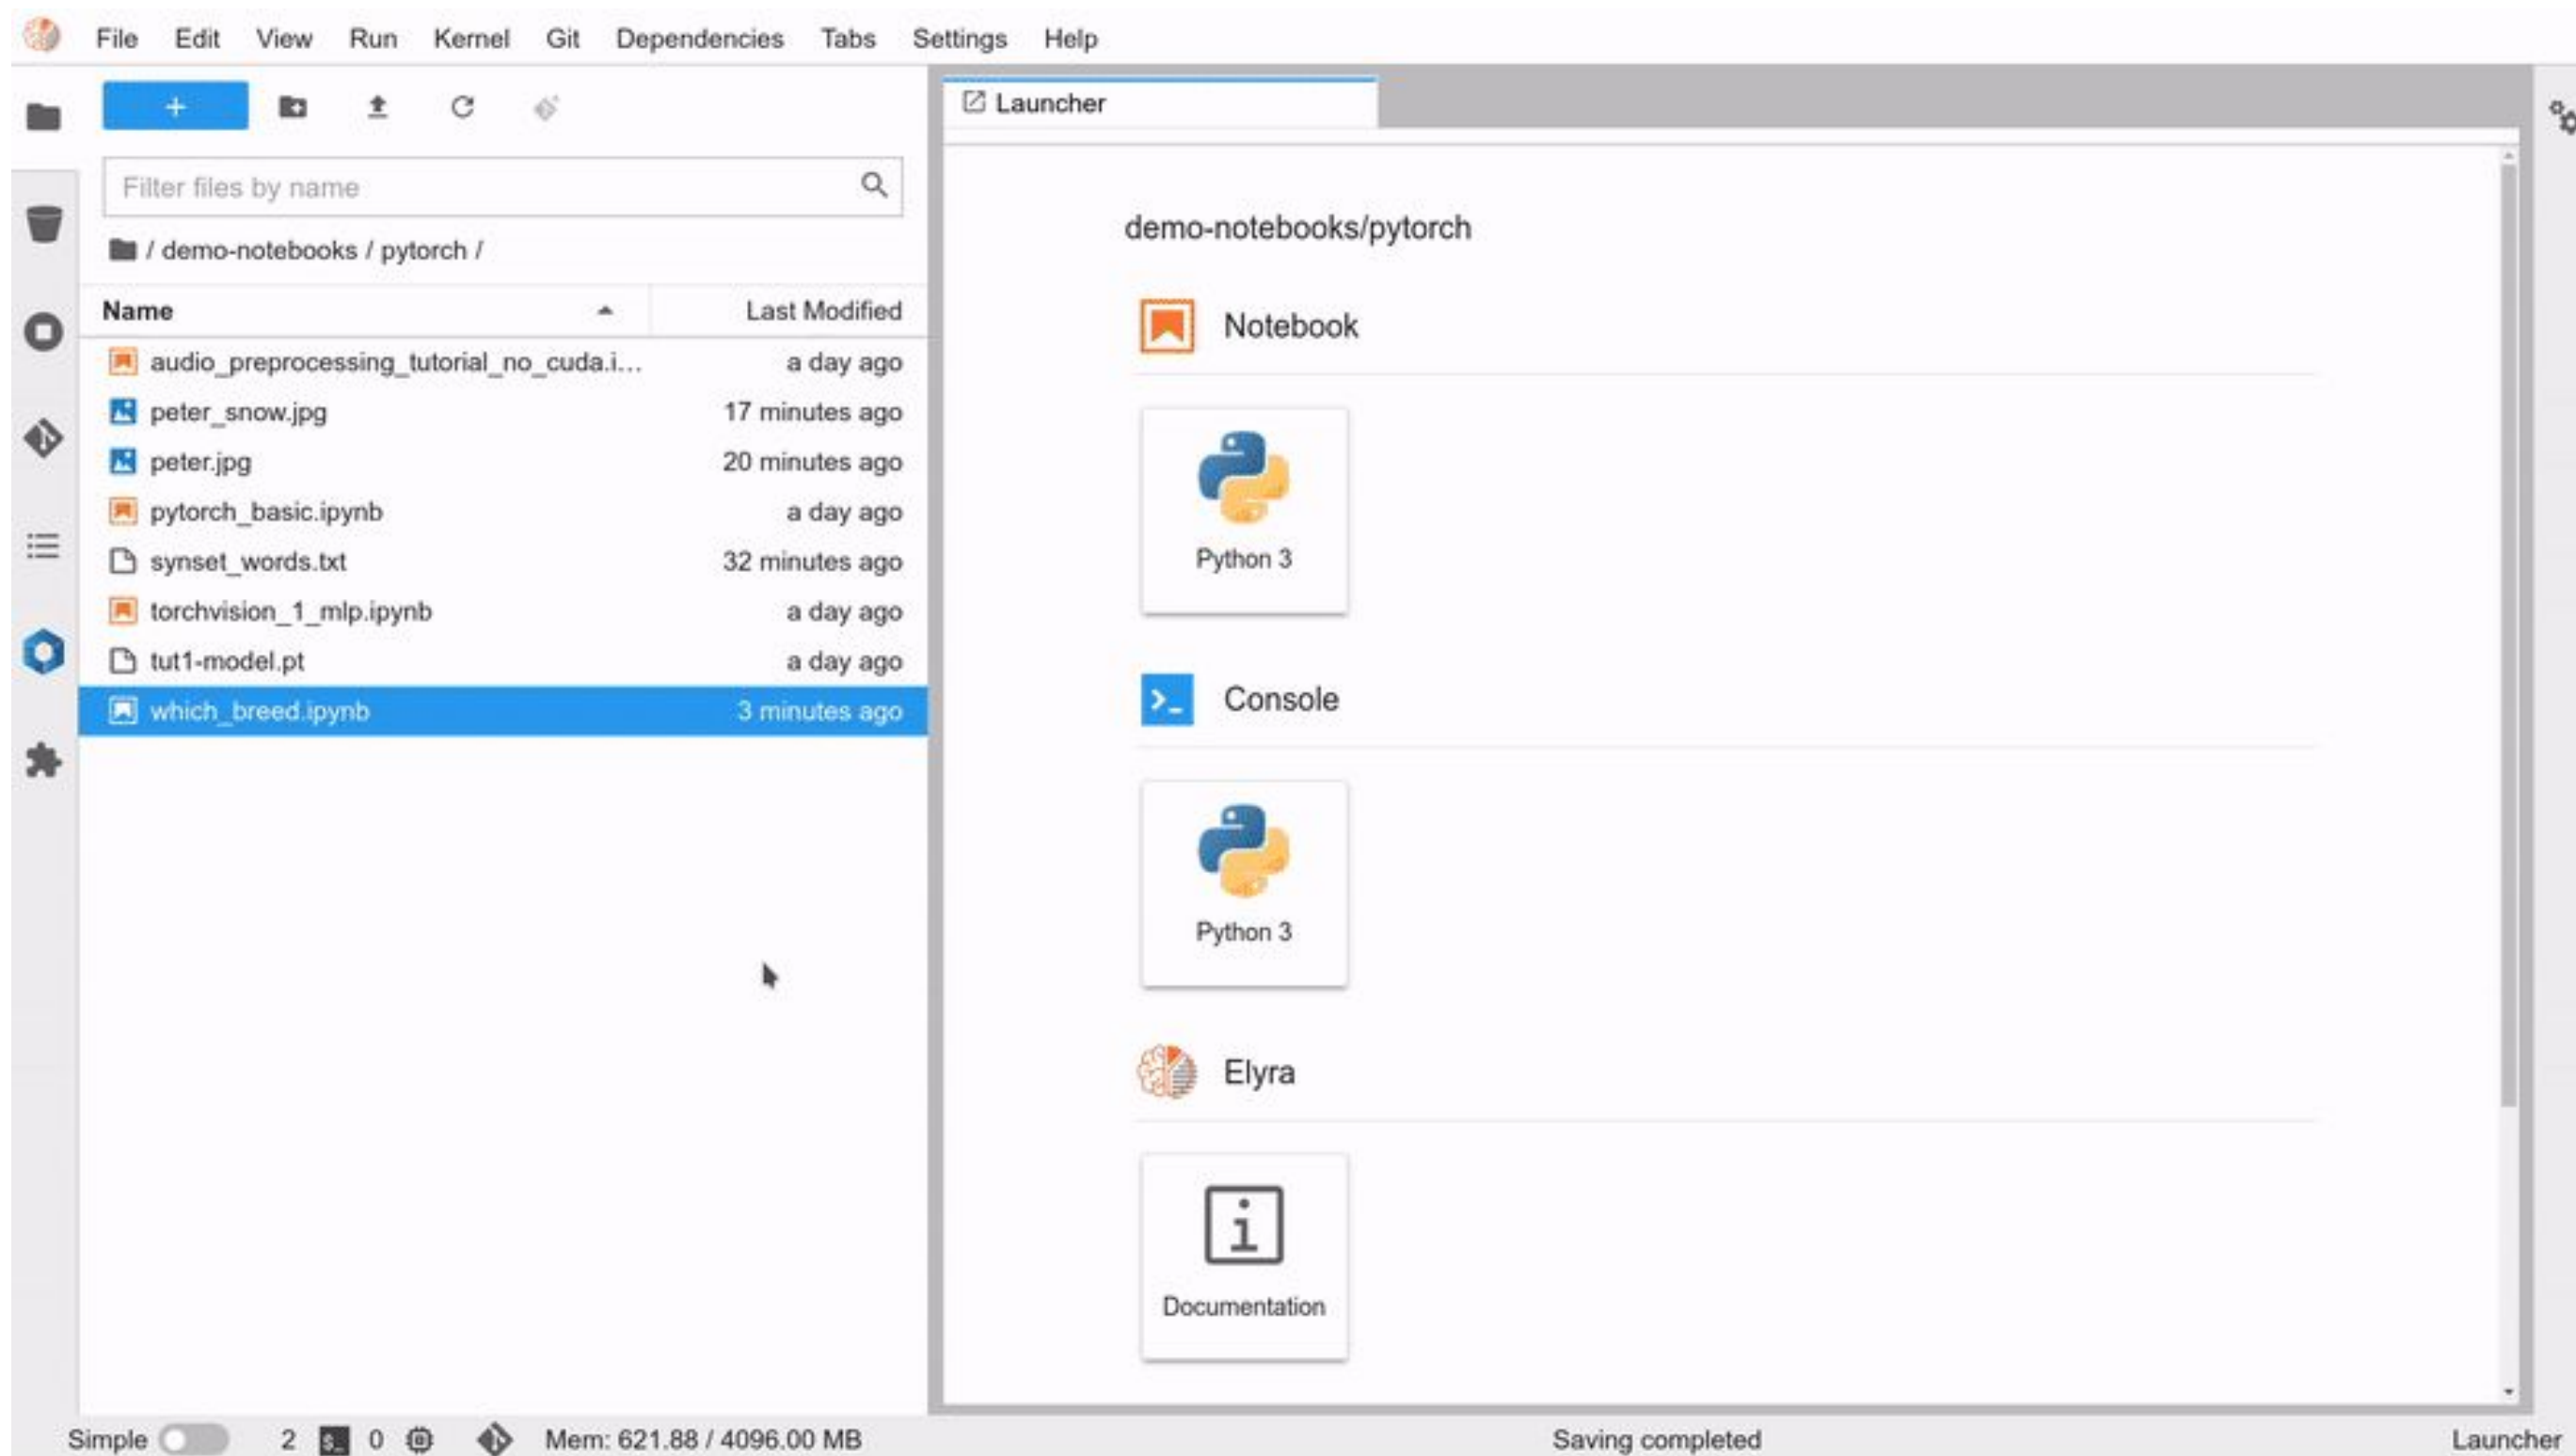 File Edit View Run Kernel Git Dependencies Tabs Settings Help
+
Filter files by name
/ demo-notebooks / pytorch /
Name Last Modified
audio_preprocessing_tutorial_no_cuda.i... a day ago
peter_snow.jpg 17 minutes ago
peter.jpg 20 minutes ago
pytorch_basic.ipynb a day ago
synset_words.txt 32 minutes ago
torchvision_1_mlp.ipynb a day ago
tut1-model.pt a day ago
which_breed.ipynb 3 minutes ago
Launcher
demo-notebooks/pytorch
Notebook
Python 3
Console
Python 3
Elyra
Documentation
Simple 2 0 Mem: 621.88 / 4096.00 MB Saving completed Launcher